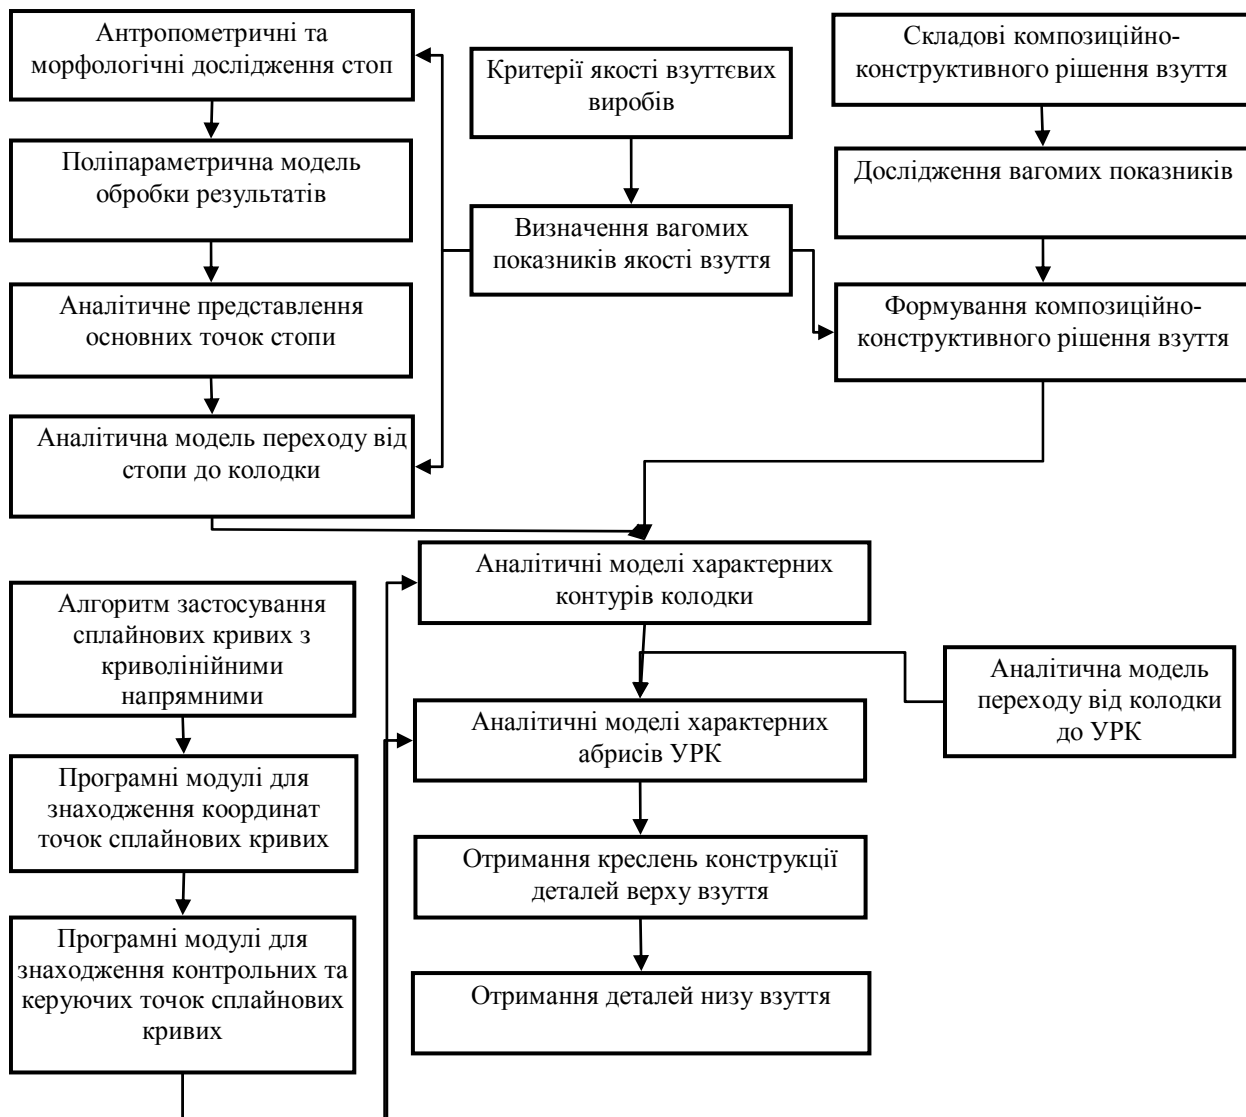 Антропометричні та
морфологічні дослідження стоп
Критерії якості взуттєвих
виробів
Складові композиційно-
конструктивного рішення взуття
Поліпараметрична модель
обробки результатів
Дослідження вагомих показників
Визначення вагомих
показників якості взуття
Аналітичне представлення
основних точок стопи
Формування композиційно-
конструктивного рішення взуття
Аналітична модель переходу від
стопи до колодки
Аналітичні моделі характерних
контурів колодки
Алгоритм застосування
сплайнових кривих з
криволінійними
напрямними
Аналітична модель
переходу від колодки
до УРК
Аналітичні моделі характерних
абрисів УРК
Програмні модулі для
знаходження координат
точок сплайнових кривих
Отримання креслень конструкції
деталей верху взуття
Програмні модулі для
знаходження контрольних та
керуючих точок сплайнових
кривих
Отримання деталей низу взуття